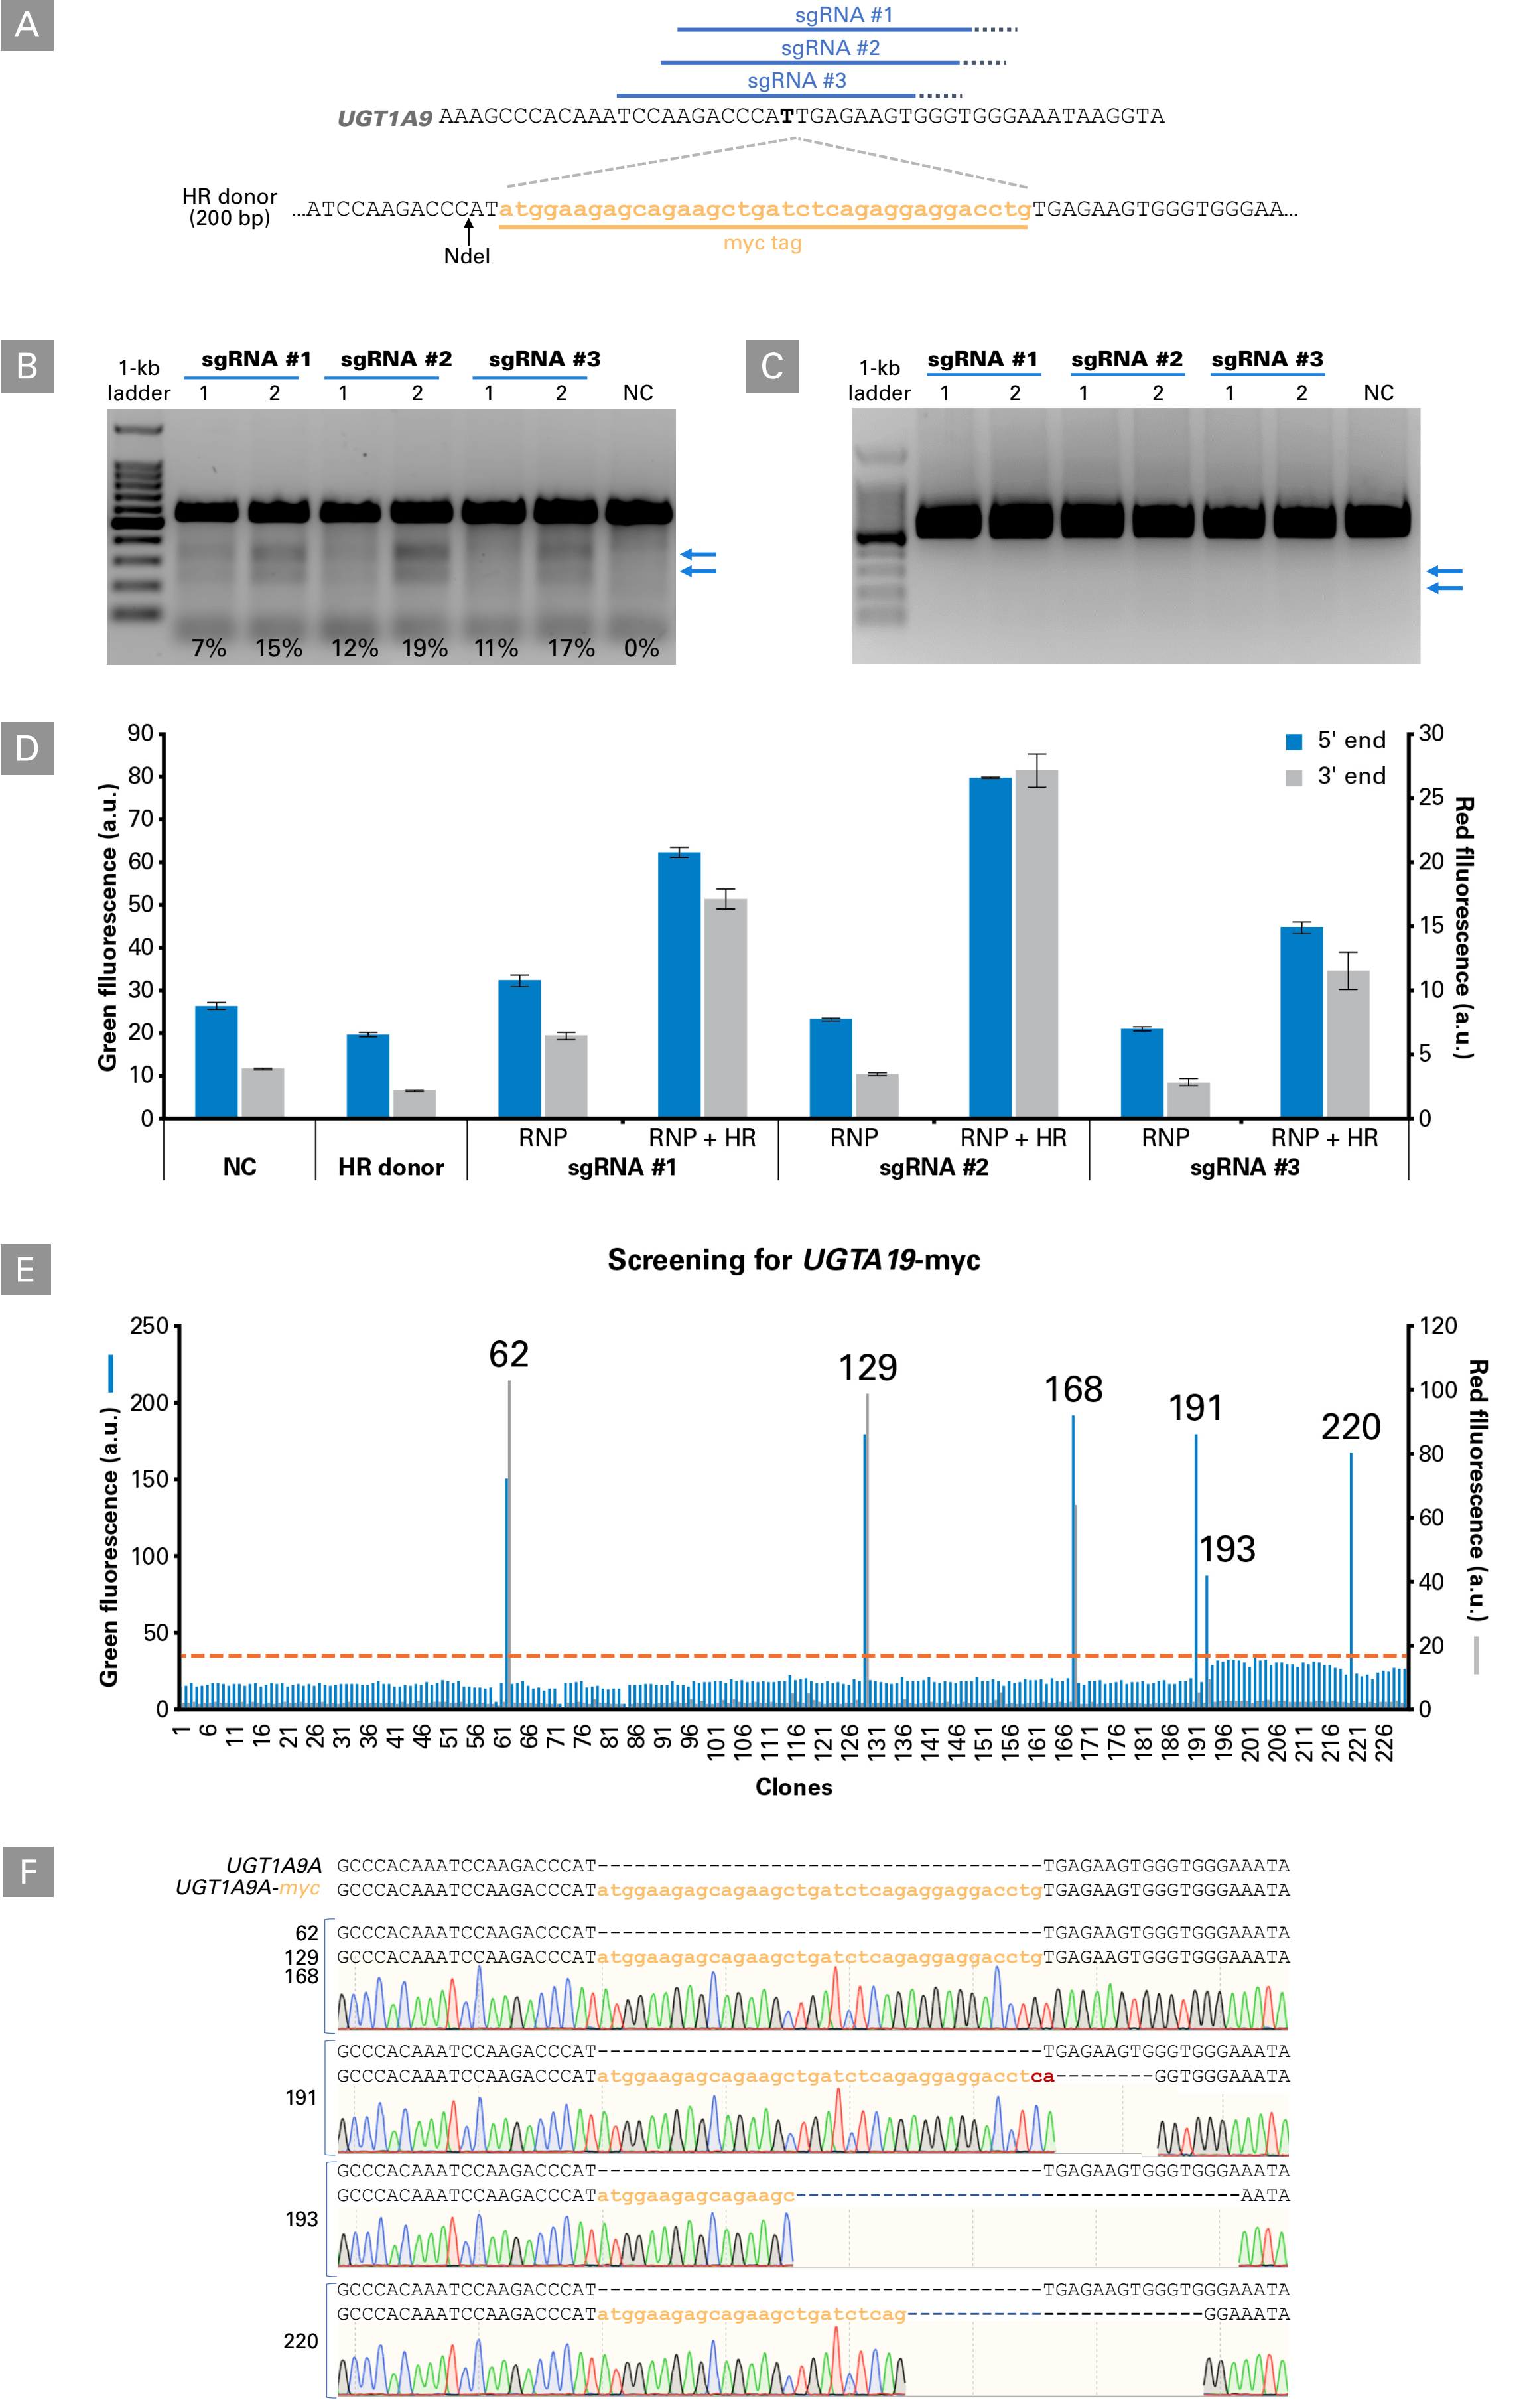 A
sgRNA #1
sgRNA #2
sgRNA #3
UGT1A9 AAAGCCCACAAATCCAAGACCCATTGAGAAGTGGGTGGGAAATAAGGTA
HR donor
(200 bp)
...ATCCAAGACCCATatggaagagcagaagctgatctcagaggaggacctgTGAGAAGTGGGTGGGAA...
NdeI
myc tag
B
1-kb
ladder
sgRNA #1 sgRNA #2 sgRNA #3
1 2 1 2 1 2 NC
7% 15% 12% 19% 11% 17% 0%
C
1-kb
ladder
sgRNA #1 sgRNA #2 sgRNA #3
1 2 1 2 1 2 NC
D
Green flluorescence (a.u.)
90
80
70
60
50
40
30
20
10
0
5' end
3' end
30
25
20
15
10
5
0
Red flluorescence (a.u.)
RNP RNP + HR RNP RNP + HR RNP RNP + HR
NC HR donor sgRNA #1 sgRNA #2 sgRNA #3
E
Screening for UGTA19-myc
Green fluorescence (a.u.)
250
200
150
100
50
0
62
129
168
191
193
220
120
100
80
60
40
20
0
Red flluorescence (a.u.)
1 6 11 16 21 26 31 36 41 46 51 56 61 66 71 76 81 86 91 96 101 106 111 116 121 126 131 136 141 146 151 156 161 166 171 176 181 186 191 196 201 206 211 216 221 226
Clones
F
UGT1A9A GCCCACAAATCCAAGACCCAT------------------------------------TGAGAAGTGGGTGGGAAATA
UGT1A9A-myc GCCCACAAATCCAAGACCCATatggaagagcagaagctgatctcagaggaggacctgTGAGAAGTGGGTGGGAAATA
62 GCCCACAAATCCAAGACCCAT------------------------------------TGAGAAGTGGGTGGGAAATA
129 GCCCACAAATCCAAGACCCATatggaagagcagaagctgatctcagaggaggacctgTGAGAAGTGGGTGGGAAATA
168
GCCCACAAATCCAAGACCCAT------------------------------------TGAGAAGTGGGTGGGAAATA
GCCCACAAATCCAAGACCCATatggaagagcagaagctgatctcagaggaggacctca--------GGTGGGAAATA
191
GCCCACAAATCCAAGACCCAT------------------------------------TGAGAAGTGGGTGGGAAATA
GCCCACAAATCCAAGACCCATatggaagagcagaagc------------------------------------AATA
193
GCCCACAAATCCAAGACCCAT------------------------------------TGAGAAGTGGGTGGGAAATA
GCCCACAAATCCAAGACCCATatggaagagcagaagctgatctcag------------------------GGAAATA
220